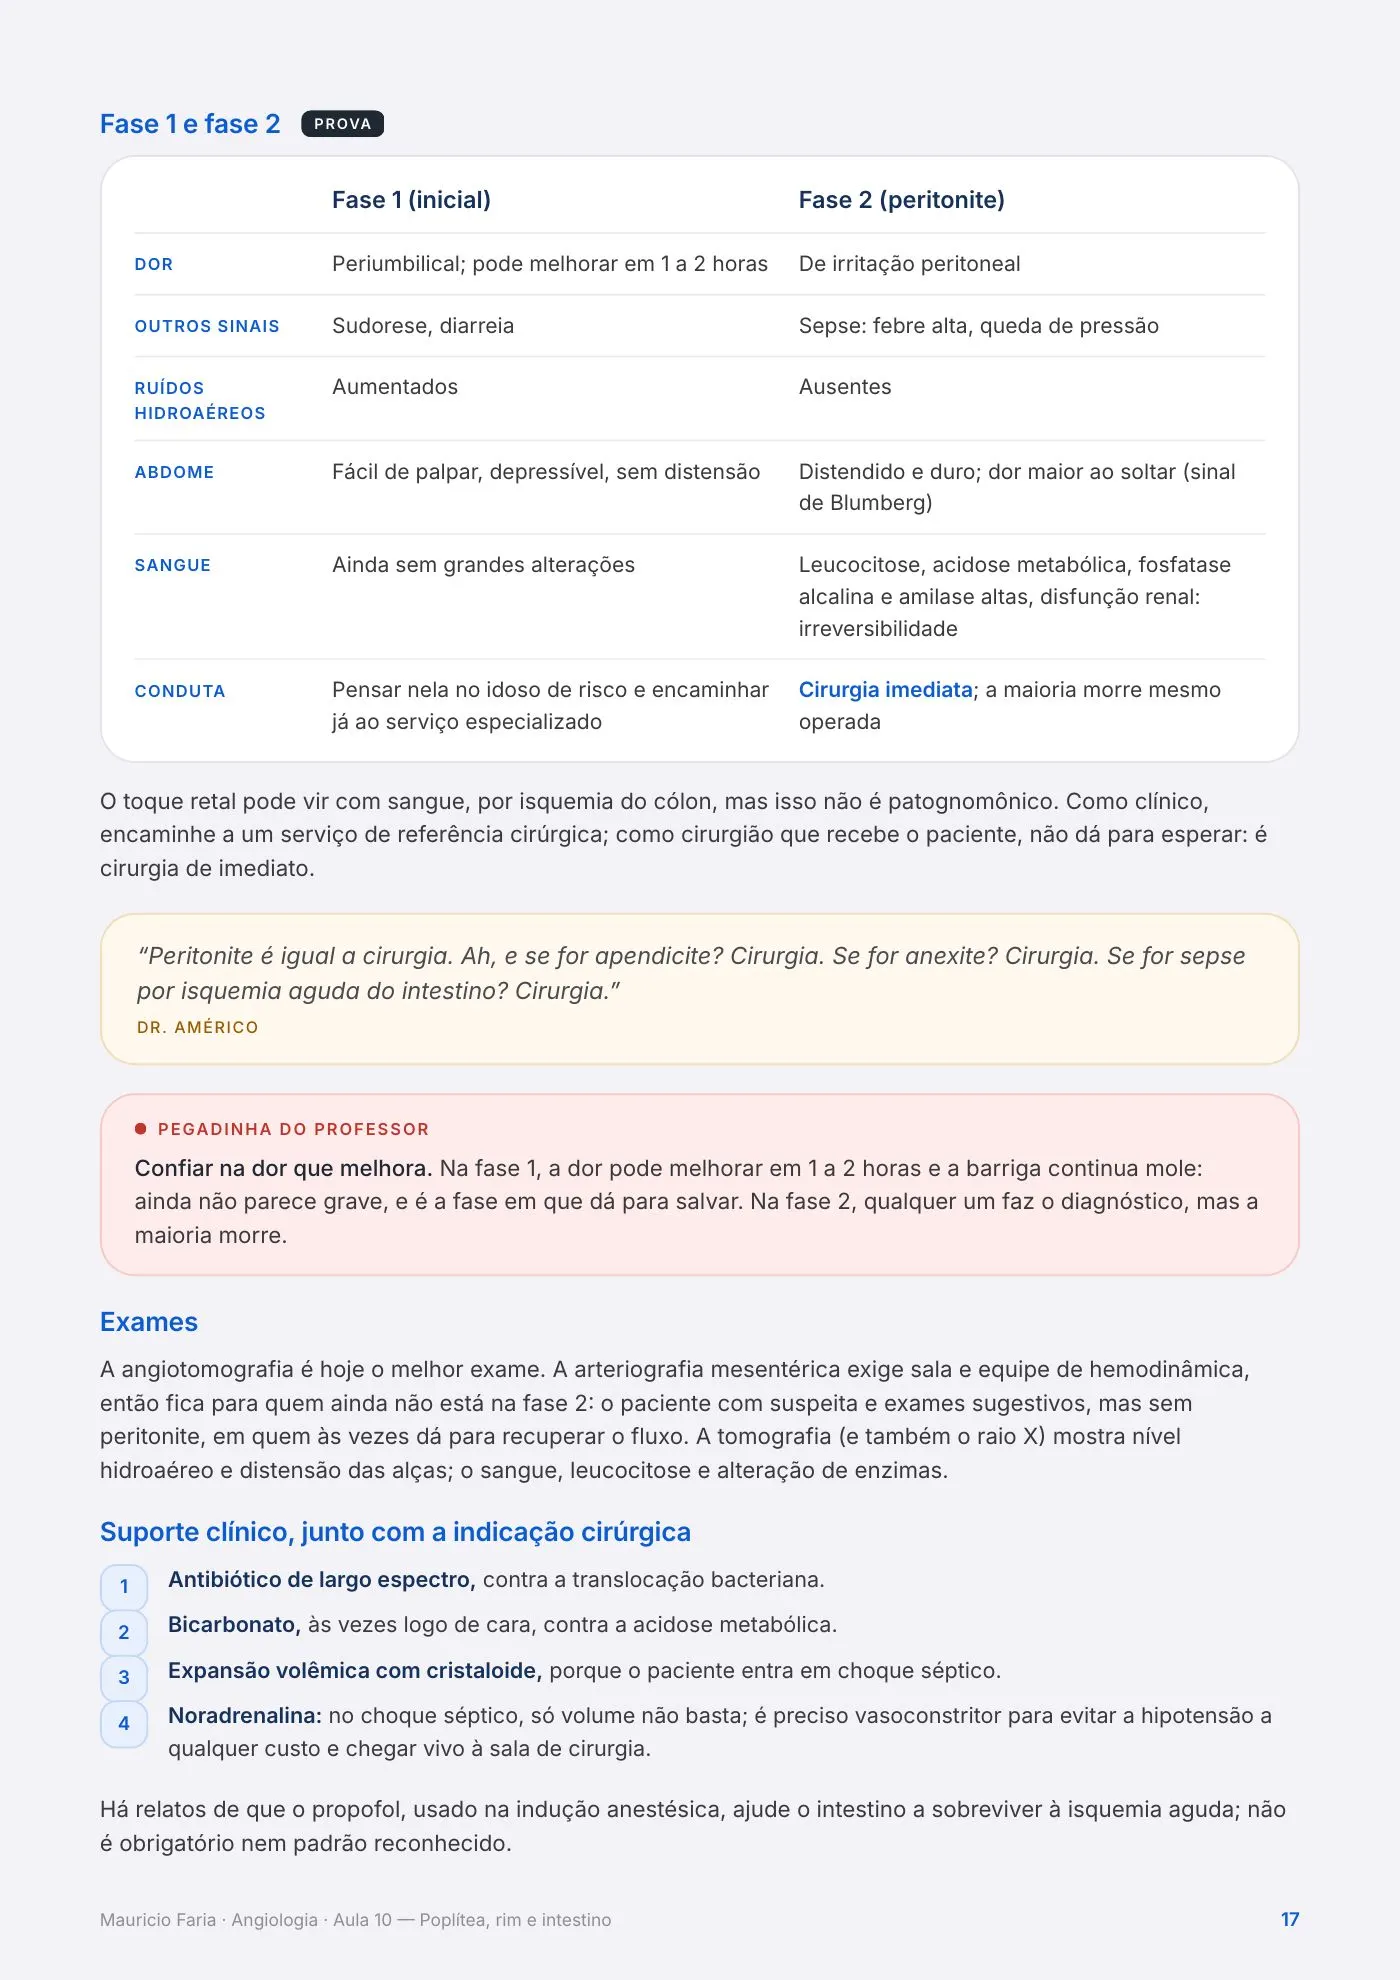 Fase 1 e fase 2 PROVA
Fase 1 (inicial) Fase 2 (peritonite)
DOR Periumbilical; pode melhorar em 1 a 2 horas De irritação peritoneal
OUTROS SINAIS Sudorese, diarreia Sepse: febre alta, queda de pressão
RUÍDOS Aumentados Ausentes
HIDROAÉREOS
ABDOME Fácil de palpar, depressível, sem distensão Distendido e duro; dor maior ao soltar (sinal
de Blumberg)
SANGUE Ainda sem grandes alterações Leucocitose, acidose metabólica, fosfatase
alcalina e amilase altas, disfunção renal:
irreversibilidade
CONDUTA Pensar nela no idoso de risco e encaminhar Cirurgia imediata; a maioria morre mesmo
já ao serviço especializado operada
O toque retal pode vir com sangue, por isquemia do cólon, mas isso não é patognomônico. Como clínico,
encaminhe a um serviço de referência cirúrgica; como cirurgião que recebe o paciente, não dá para esperar: é
cirurgia de imediato.
“Peritonite é igual a cirurgia. Ah, e se for apendicite? Cirurgia. Se for anexite? Cirurgia. Se for sepse
por isquemia aguda do intestino? Cirurgia.”
DR. AMÉRICO
PEGADINHA DO PROFESSOR
Confiar na dor que melhora. Na fase 1, a dor pode melhorar em 1 a 2 horas e a barriga continua mole:
ainda não parece grave, e é a fase em que dá para salvar. Na fase 2, qualquer um faz o diagnóstico, mas a
maioria morre.
Exames
A angiotomografia é hoje o melhor exame. A arteriografia mesentérica exige sala e equipe de hemodinâmica,
então fica para quem ainda não está na fase 2: o paciente com suspeita e exames sugestivos, mas sem
peritonite, em quem às vezes dá para recuperar o fluxo. A tomografia (e também o raio X) mostra nível
hidroaéreo e distensão das alças; o sangue, leucocitose e alteração de enzimas.
Suporte clínico, junto com a indicação cirúrgica
1 Antibiótico de largo espectro, contra a translocação bacteriana.
2 Bicarbonato, às vezes logo de cara, contra a acidose metabólica.
3 Expansão volêmica com cristaloide, porque o paciente entra em choque séptico.
4 Noradrenalina: no choque séptico, só volume não basta; é preciso vasoconstritor para evitar a hipotensão a
qualquer custo e chegar vivo à sala de cirurgia.
Há relatos de que o propofol, usado na indução anestésica, ajude o intestino a sobreviver à isquemia aguda; não
é obrigatório nem padrão reconhecido.
Mauricio Faria · Angiologia · Aula 10 — Poplítea, rim e intestino 17